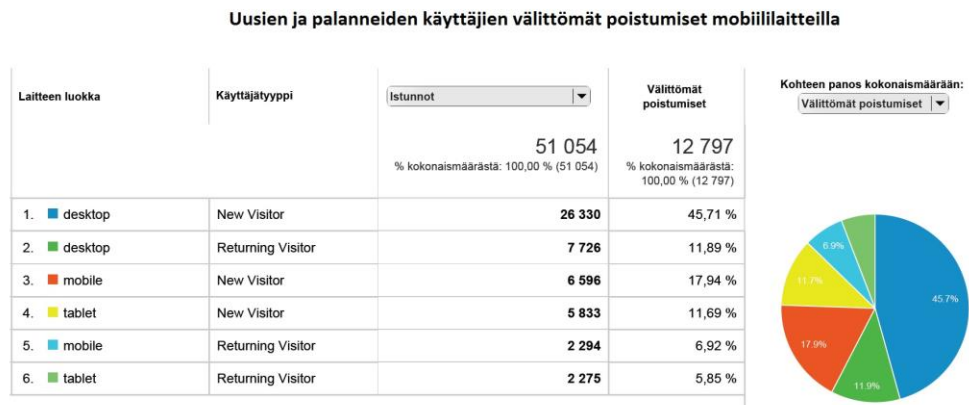 Uusien ja palanneiden käyttäjien välittömät poistumiset mobiililaitteilla
Laitteen luokka
Käyttäjätyyppi
Istunnot
Välittömät
poistumiset
Kohteen panos kokonaismäärään:
Välittömät poistumiset
51 054
% kokonaismäärästä: 100,00 % (51 054)
12 797
% kokonaismäärästä:
100,00 % (12 797)
1. desktop New Visitor 26 330 45,71 %
2. desktop Returning Visitor 7 726 11,89 %
3. mobile New Visitor 6 596 17,94 %
4. tablet New Visitor 5 833 11,69 %
5. mobile Returning Visitor 2 294 6,92 %
6. tablet Returning Visitor 2 275 5,85 %
6.9%
11.7%
45.7%
17.9%
11.9%